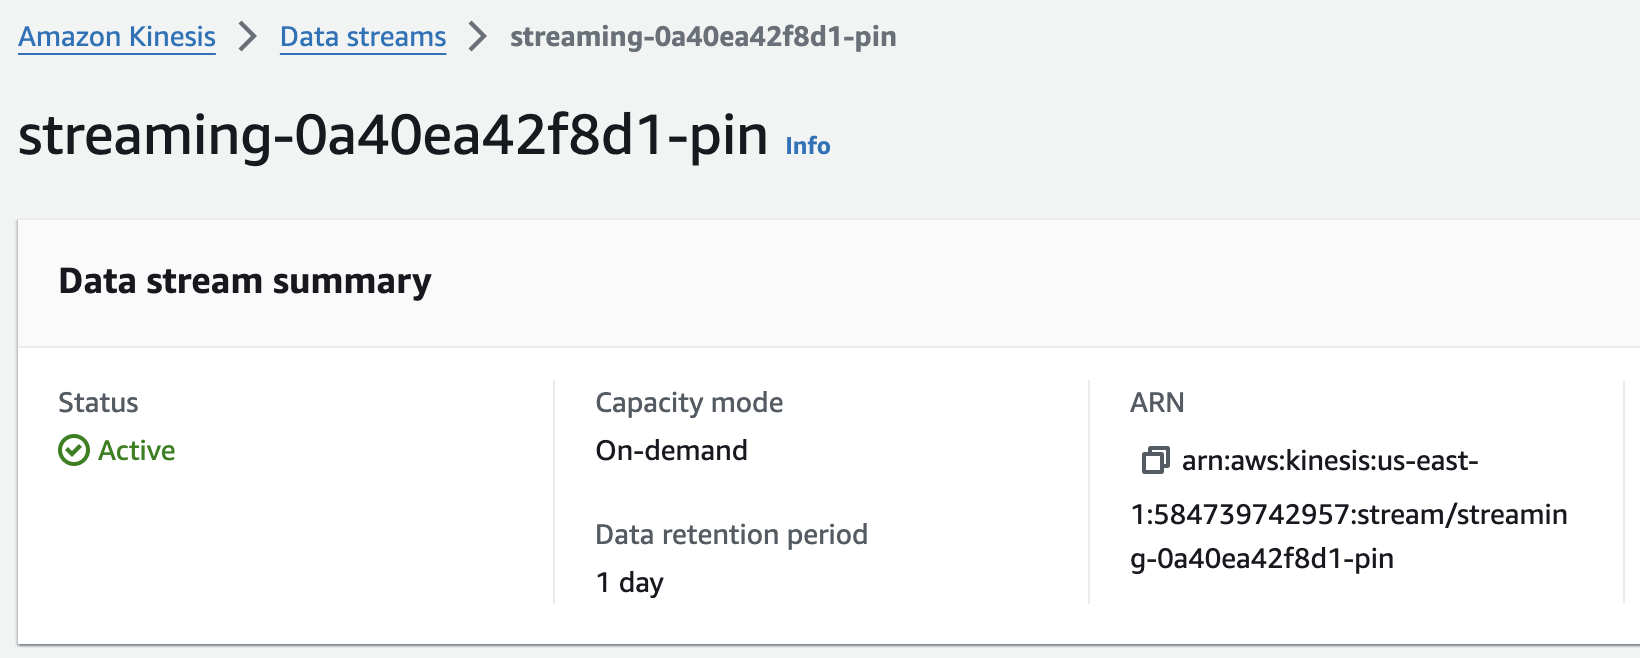 Amazon Kinesis > Data streams > streaming-0a40ea42f8d1-pin
streaming-0a40ea42f8d1-pin Info
Data stream summary
Status
Active
Capacity mode
On-demand
Data retention period
1 day
ARN
arn:aws:kinesis:us-east-
1:584739742957:stream/streamin
g-0a40ea42f8d1-pin